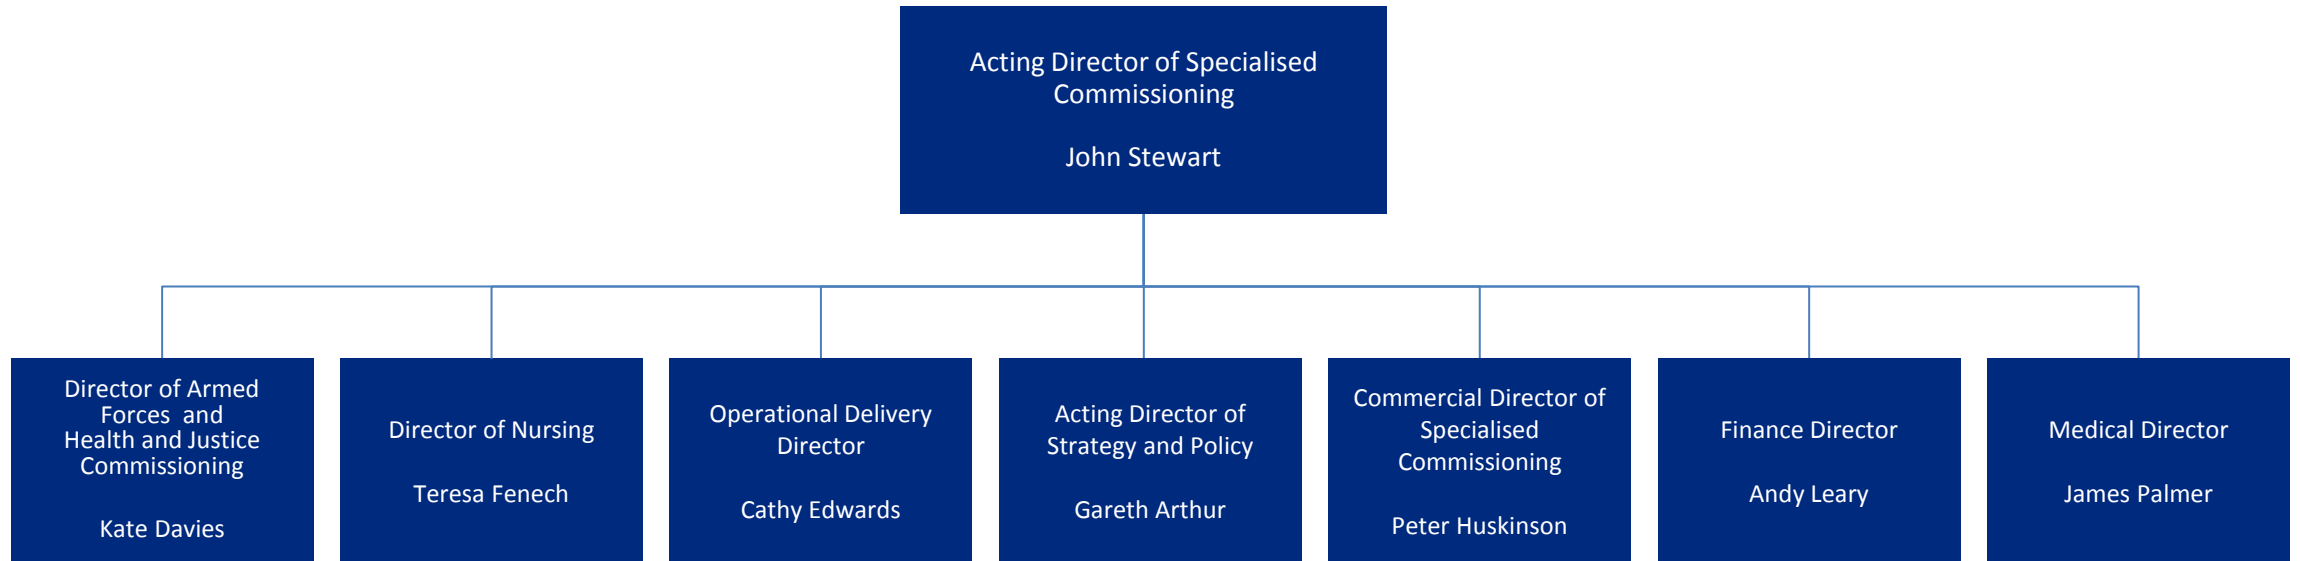 Acting Director of Specialised
Commissioning
John Stewart
Director of Armed
Forces  and
Health and Justice
Commissioning
Kate Davies
Director of Nursing
Teresa Fenech
Operational Delivery
Director
Cathy Edwards
Acting Director of
Strategy and Policy
Gareth Arthur
Commercial Director of
Specialised
Commissioning
Peter Huskinson
Finance Director
Andy Leary
Medical Director
James Palmer